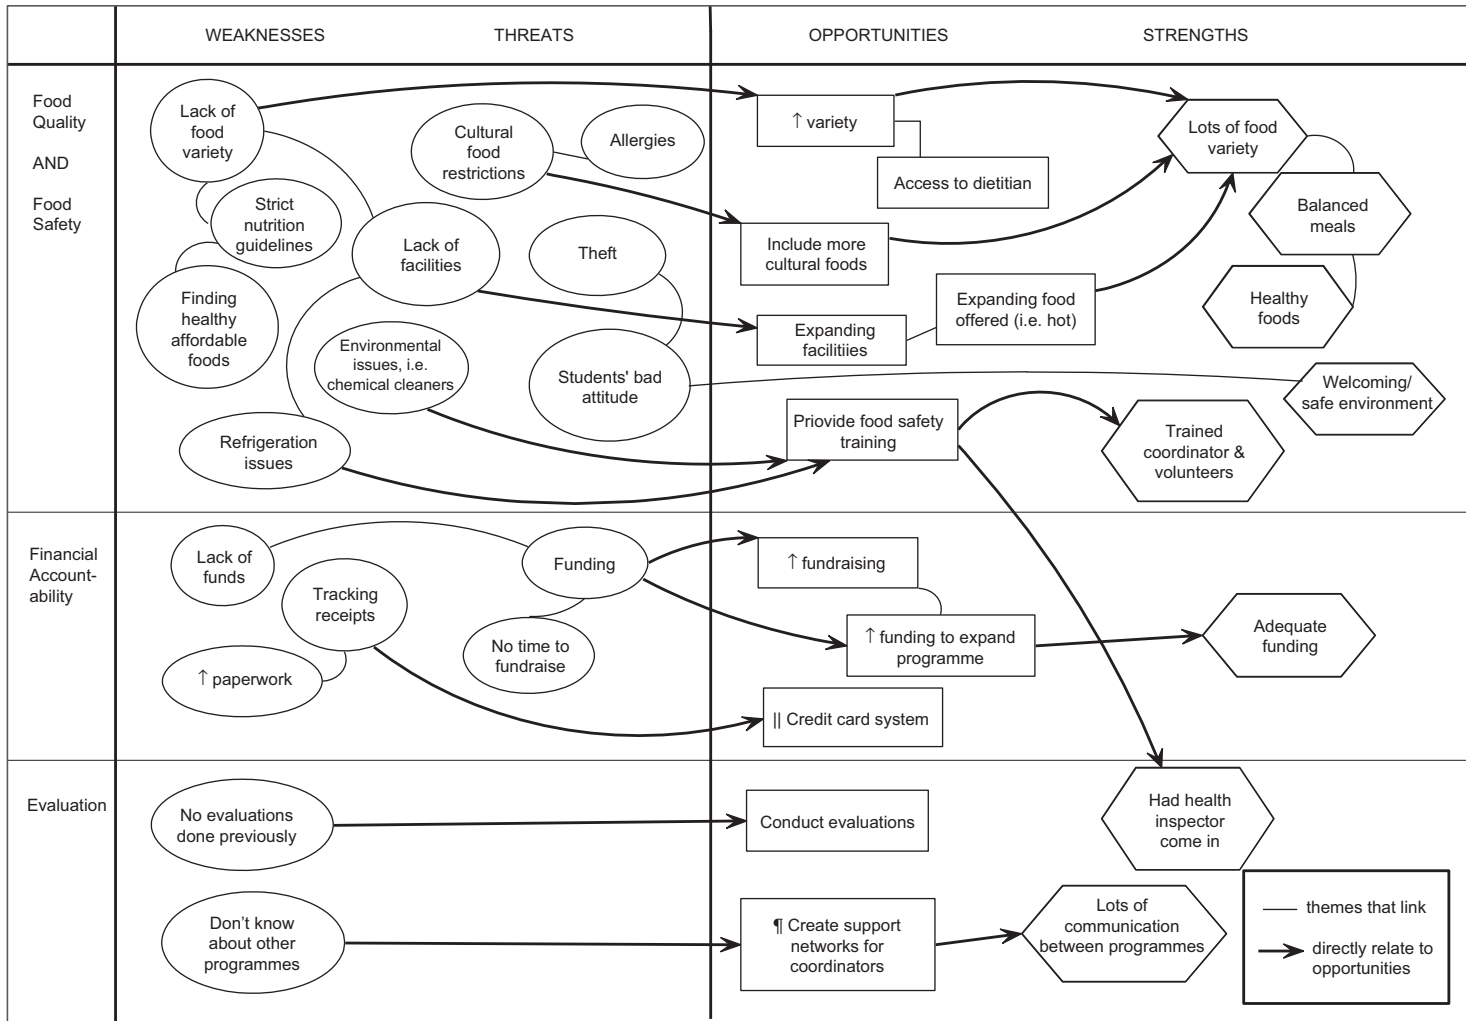 WEAKNESSES
THREATS
OPPORTUNITIES
STRENGTHS
Food
Quality
AND
Food
Safety
Lack of
food
variety
Cultural
food
restrictions
Allergies
↑ variety
Access to dietitian
Lots of food
variety
Balanced
meals
Strict
nutrition
guidelines
Lack of
facilities
Theft
Include more
cultural foods
Healthy
foods
Finding
healthy
affordable
foods
Environmental
issues, i.e.
chemical cleaners
Students' bad
attitude
Expanding
facilitiies
Expanding food
offered (i.e. hot)
Welcoming/
safe environment
Refrigeration
issues
Priovide food safety
training
Trained
coordinator &
volunteers
Financial
Account-
ability
Lack of
funds
Tracking
receipts
↑ paperwork
Funding
No time to
fundraise
↑ fundraising
↑ funding to expand
programme
Adequate
funding
|| Credit card system
Evaluation
No evaluations
done previously
Conduct evaluations
Had health
inspector
come in
Don't know
about other
programmes
¶ Create support
networks for
coordinators
Lots of
communication
between programmes
themes that link
directly relate to
opportunities